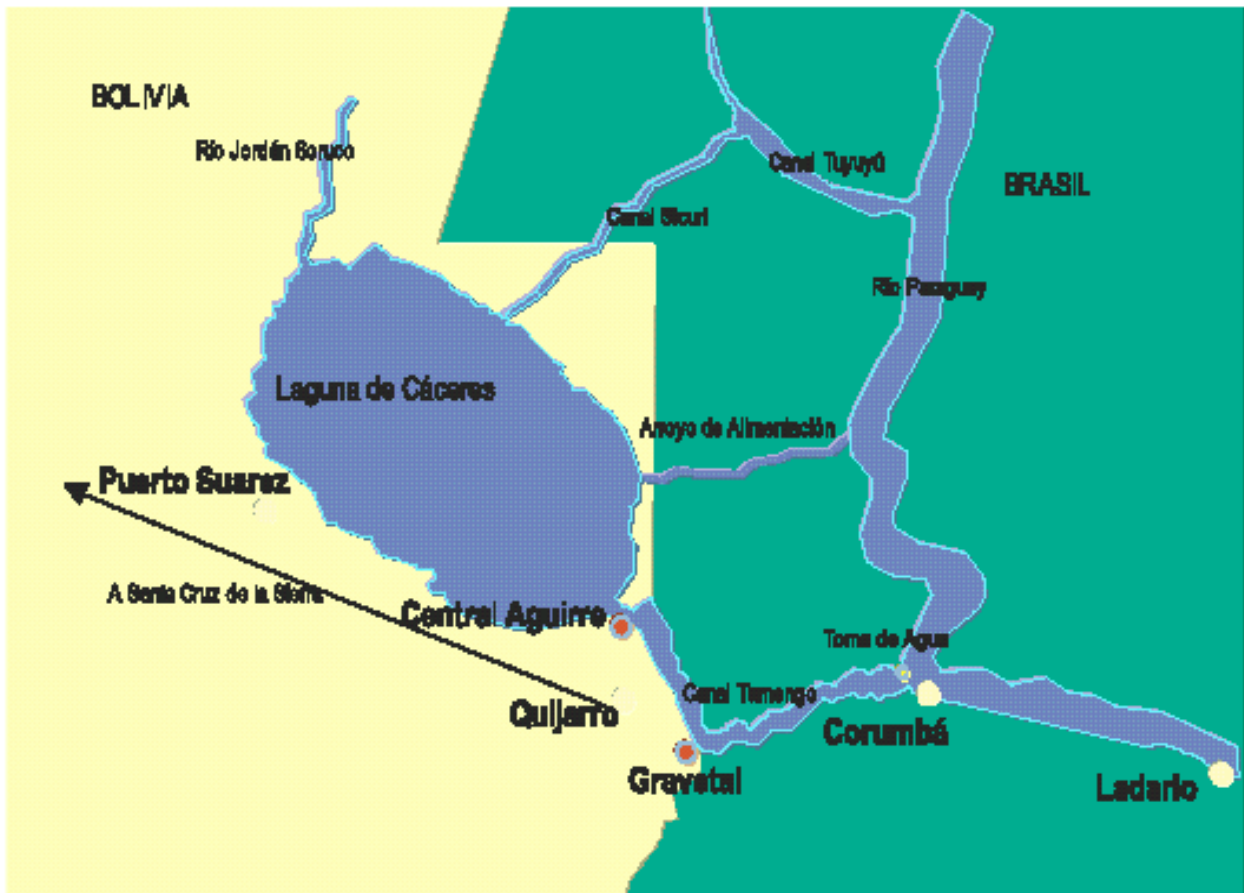 BOLIVIA
Río Jordán Soruco
Canal Tuyuyú
BRASIL
Canal Sicurí
Río Paraguay
Laguna de Cáceres
Arroyo de Alimentación
Puerto Suarez
A Santa Cruz de la Sierra
Central Aguirre
Toma de Agua
Canal Tamengo
Quijarro
Corumbá
Gravetal
Ladario